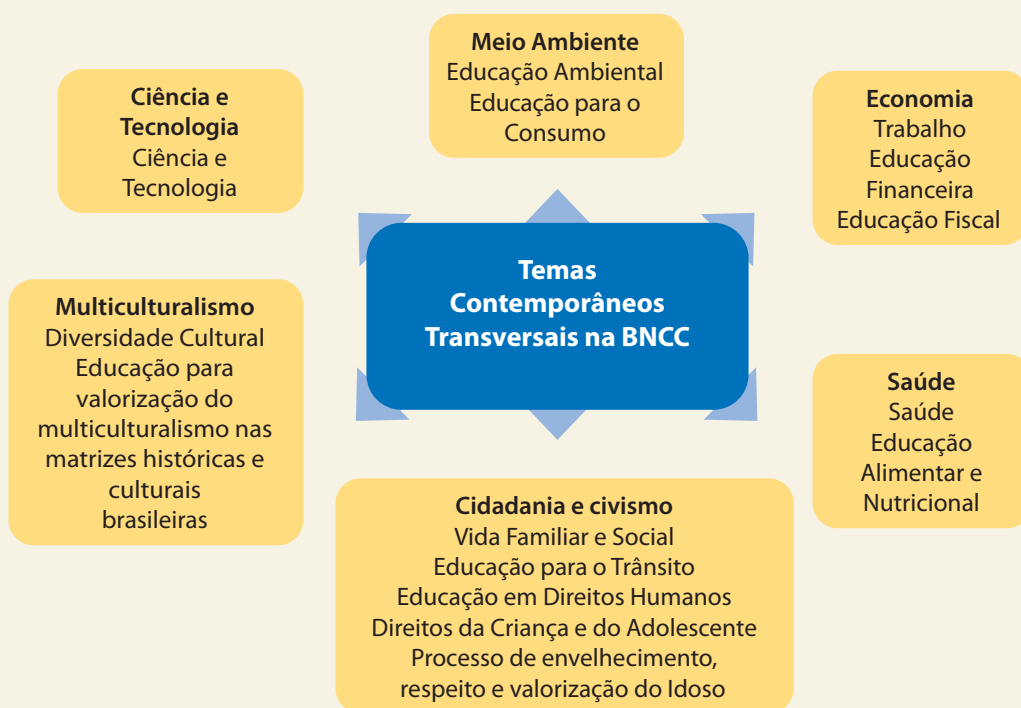 Meio Ambiente
Educação Ambiental
Educação para o
Consumo
Ciência e
Tecnologia
Ciência e
Tecnologia
Economia
Trabalho
Educação
Financeira
Educação Fiscal
Temas
Contemporâneos
Transversais na BNCC
Multiculturalismo
Diversidade Cultural
Educação para
valorização do
multiculturalismo nas
matrizes históricas e
culturais
brasileiras
Saúde
Saúde
Educação
Alimentar e
Nutricional
Cidadania e civismo
Vida Familiar e Social
Educação para o Trânsito
Educação em Direitos Humanos
Direitos da Criança e do Adolescente
Processo de envelhecimento,
respeito e valorização do Idoso